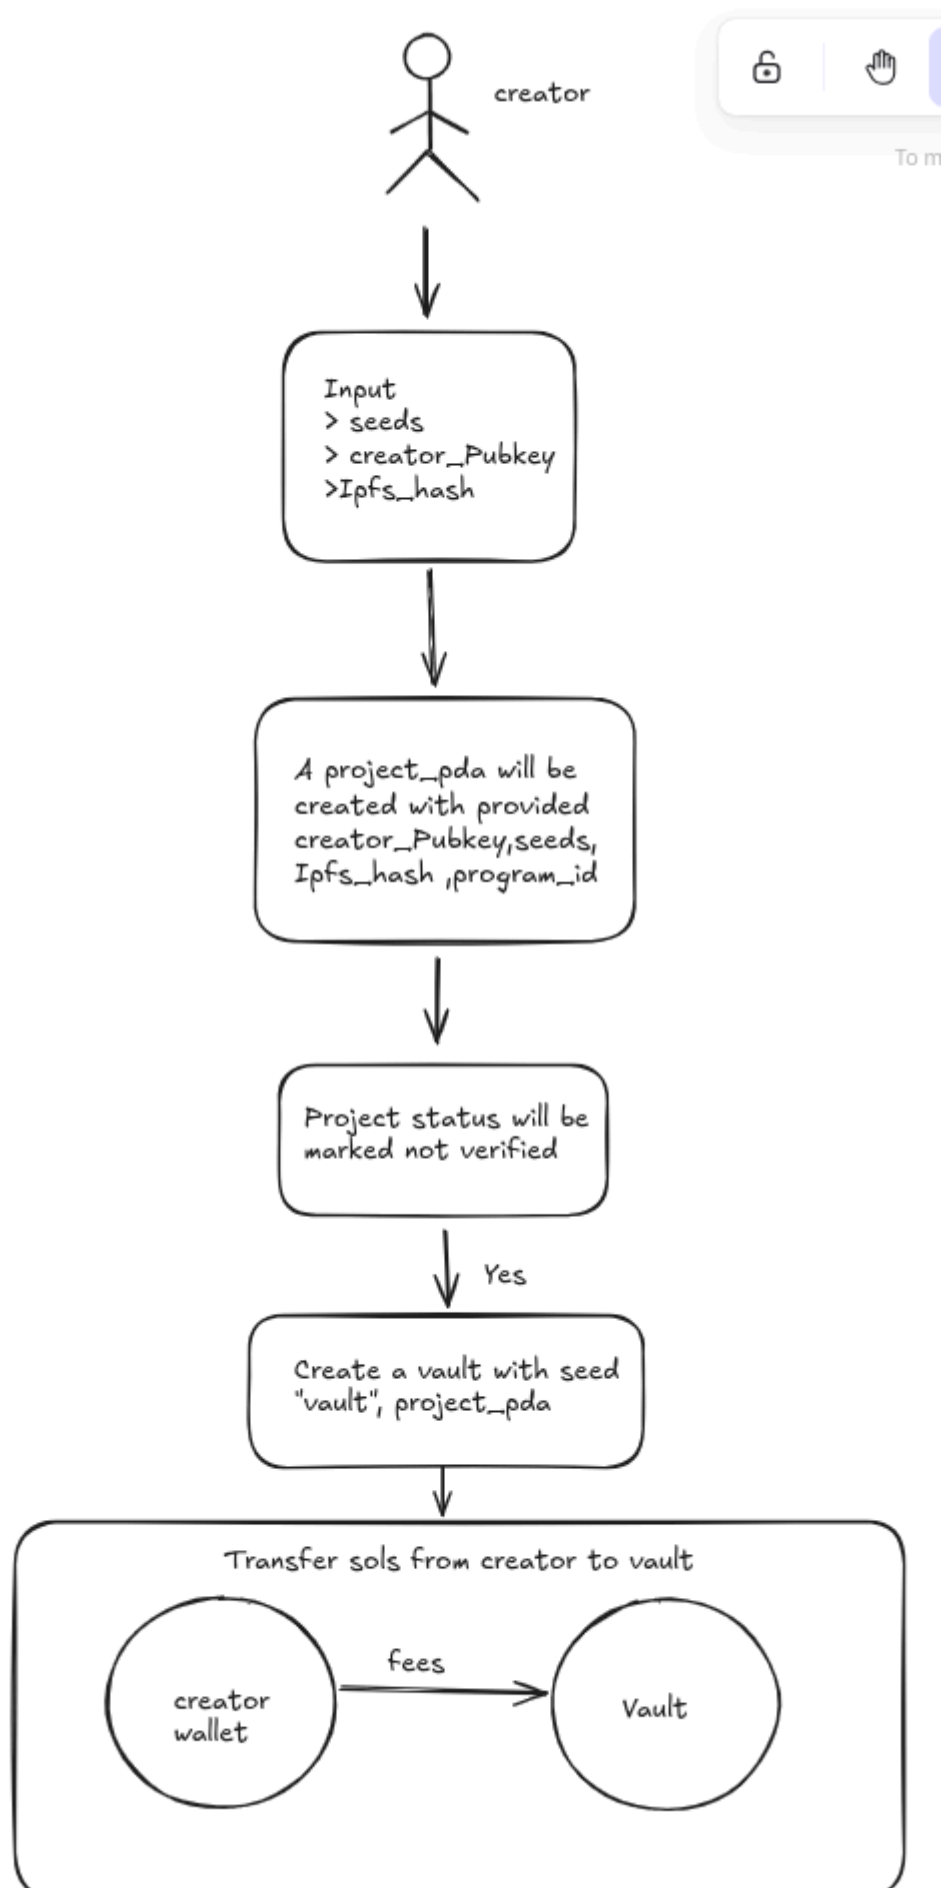 creator
To m
Input
> seeds
> creator_Pubkey
>Ipfs_hash
A project_pda will be
created with provided
creator_Pubkey,seeds,
Ipfs_hash ,program_id
Project status will be
marked not verified
Yes
Create a vault with seed
"vault", project_pda
Transfer sols from creator to vault
fees
creator
wallet
Vault